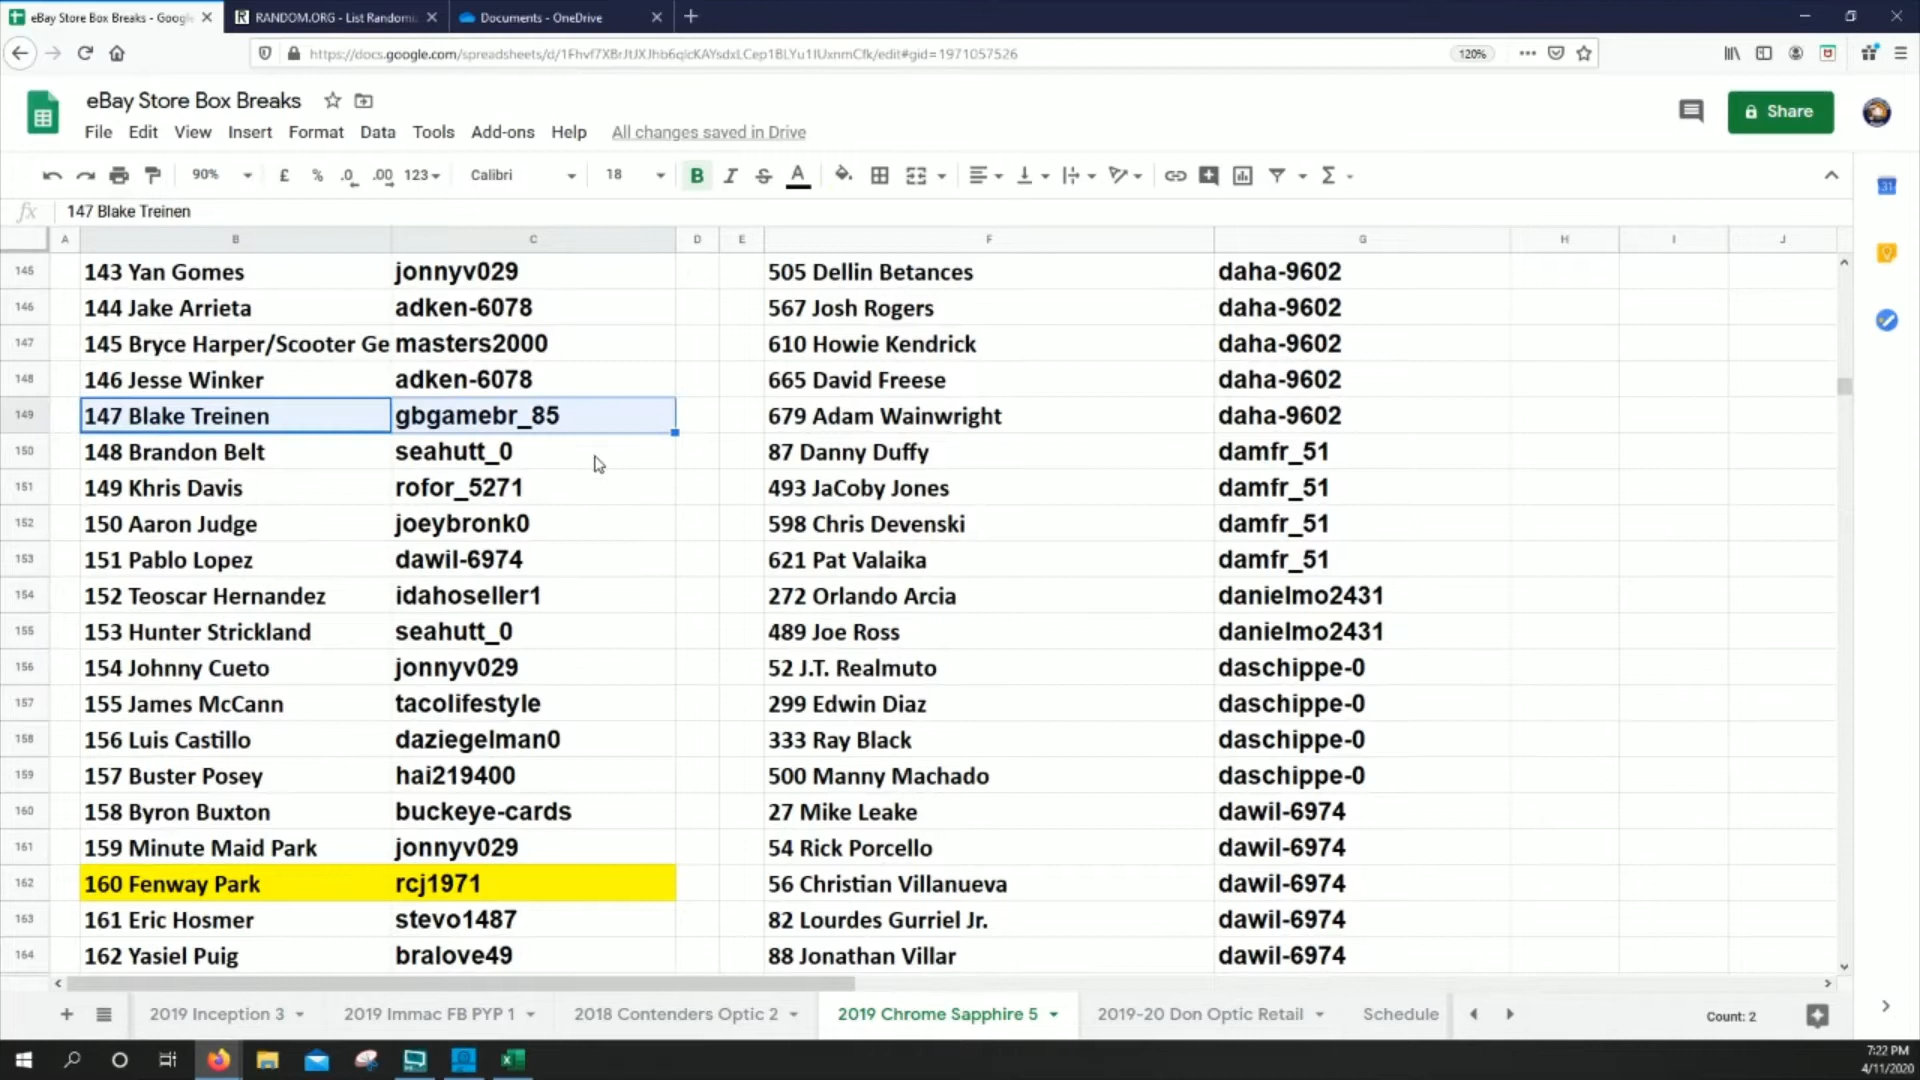 eBay Store Box Breaks - Google
RANDOM.ORG - List Randomi
Documents - OneDrive
https://docs.google.com/spreadsheets/d/
/edit#gid=1971057526
120%
eBay Store Box Breaks
File Edit View Insert Format Data Tools Add-ons Help All changes saved in Drive
Share
90% £ % .0 .00 123 Calibri 18 B I S A Σ
fx 147 Blake Treinen
A B C D E F G H I J
145 143 Yan Gomes jonnyv029 505 Dellin Betances daha-9602
146 144 Jake Arrieta adken-6078 567 Josh Rogers daha-9602
147 145 Bryce Harper/Scooter Ge masters2000 610 Howie Kendrick daha-9602
148 146 Jesse Winker adken-6078 665 David Freese daha-9602
149 147 Blake Treinen gbgamebr_85 679 Adam Wainwright daha-9602
150 148 Brandon Belt seahutt_0 87 Danny Duffy damfr_51
151 149 Khris Davis rofor_5271 493 JaCoby Jones damfr_51
152 150 Aaron Judge joeybronk0 598 Chris Devenski damfr_51
153 151 Pablo Lopez dawil-6974 621 Pat Valaika damfr_51
154 152 Teoscar Hernandez idahoseller1 272 Orlando Arcia danielmo2431
155 153 Hunter Strickland seahutt_0 489 Joe Ross danielmo2431
156 154 Johnny Cueto jonnyv029 52 J.T. Realmuto daschippe-0
157 155 James McCann tacolifestyle 299 Edwin Diaz daschippe-0
158 156 Luis Castillo daziegelman0 333 Ray Black daschippe-0
159 157 Buster Posey hai219400 500 Manny Machado daschippe-0
160 158 Byron Buxton buckeye-cards 27 Mike Leake dawil-6974
161 159 Minute Maid Park jonnyv029 54 Rick Porcello dawil-6974
162 160 Fenway Park rcj1971 56 Christian Villanueva dawil-6974
163 161 Eric Hosmer stevo1487 82 Lourdes Gurriel Jr. dawil-6974
164 162 Yasiel Puig bralove49 88 Jonathan Villar dawil-6974
2019 Inception 3 2019 Immac FB PYP 1 2018 Contenders Optic 2 2019 Chrome Sapphire 5 2019-20 Don Optic Retail Schedule Count: 2
7:22 PM
4/11/2020